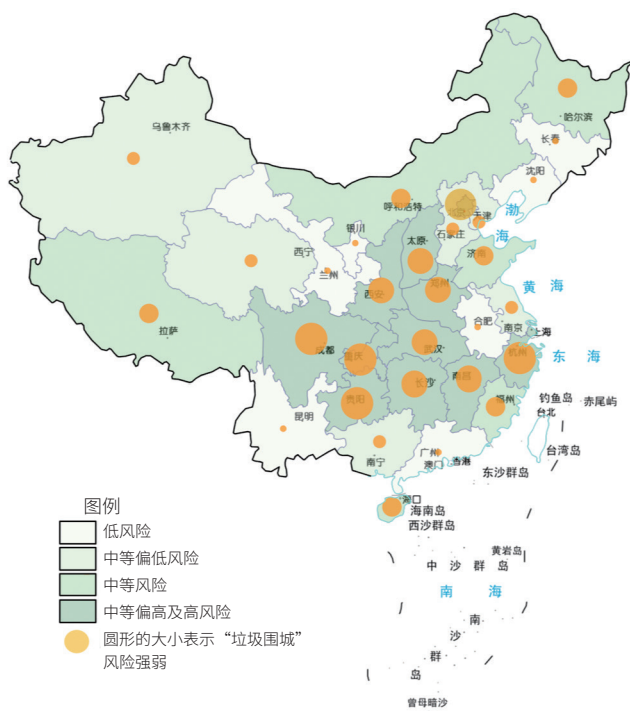 哈尔滨
乌鲁木齐
长春
沈阳
呼和浩特
北京
天津
渤
海
银川
石家庄
太原
西宁
济南
兰州
黄 海
郑州
西安
合肥
南京
上海
成都
武汉
杭州
东 海
重庆
拉萨
长沙
南昌
贵阳
福州
钓鱼岛
赤尾屿
台北
昆明
台湾岛
广州
南宁
澳门
香港
东沙群岛
海口
海南岛
西沙群岛
黄岩岛
中 沙 群 岛
南 海
南
沙
群
岛
曾母暗沙
图例
低风险
中等偏低风险
中等风险
中等偏高及高风险
圆形的大小表示“垃圾围城”
风险强弱